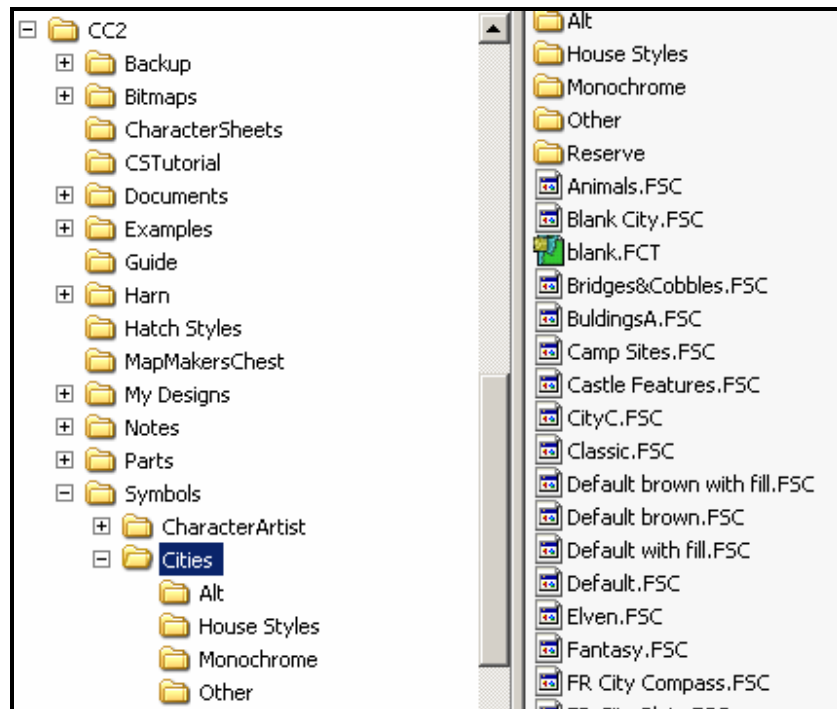 CC2
Backup
Bitmaps
CharacterSheets
CSTutorial
Documents
Examples
Guide
Harn
Hatch Styles
MapMakersChest
My Designs
Notes
Parts
Symbols
CharacterArtist
Cities
Alt
House Styles
Monochrome
Other
Alt
House Styles
Monochrome
Other
Reserve
Animals.FSC
Blank City.FSC
blank.FCT
Bridges&Cobbles.FSC
BuldingsA.FSC
Camp Sites.FSC
Castle Features.FSC
CityC.FSC
Classic.FSC
Default brown with fill.FSC
Default brown.FSC
Default with fill.FSC
Default.FSC
Elven.FSC
Fantasy.FSC
FR City Compass.FSC